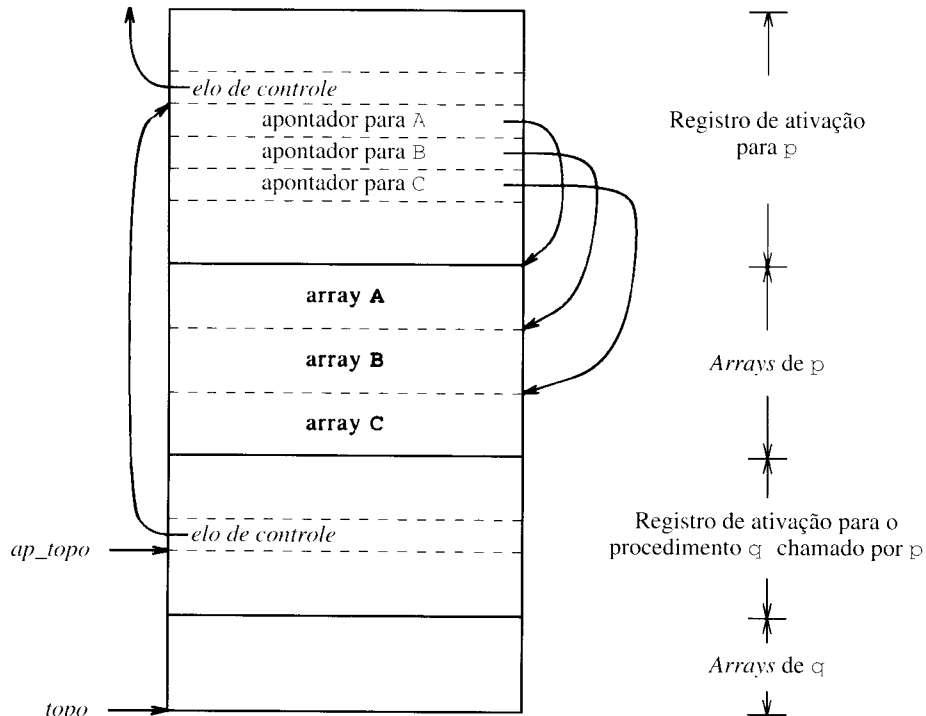 elo de controle
apontador para A
apontador para B
apontador para C
Registro de ativação
para p
array A
array B
array C
Arrays de p
elo de controle
ap_topo
Registro de ativação para o
procedimento q chamado por p
Arrays de q
topo